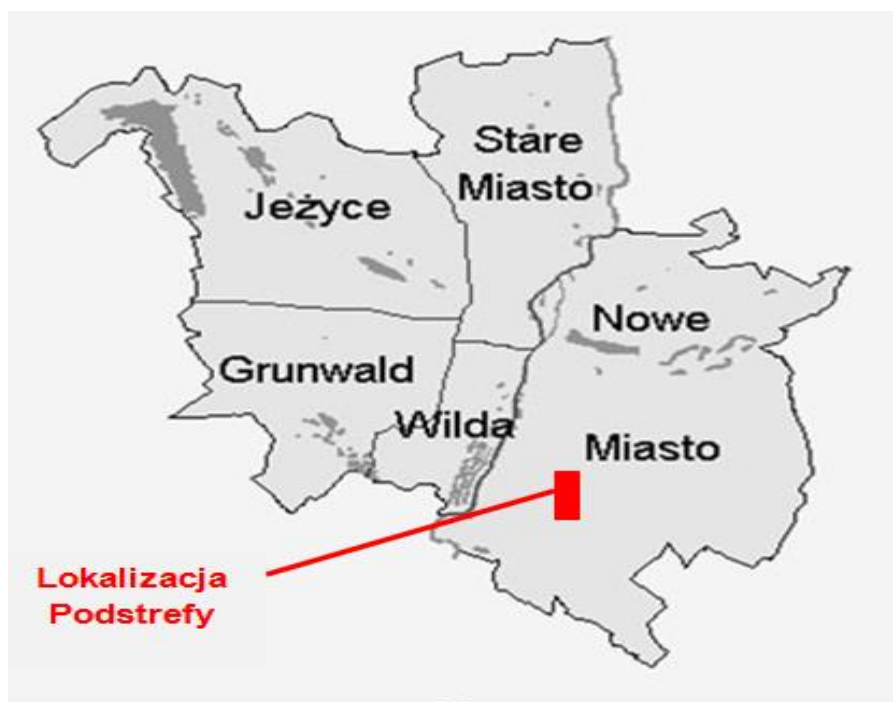 Stare
Miasto
Jeżyce
Nowe
Grunwald
Wilda
Miasto
Lokalizacja
Podstrefy